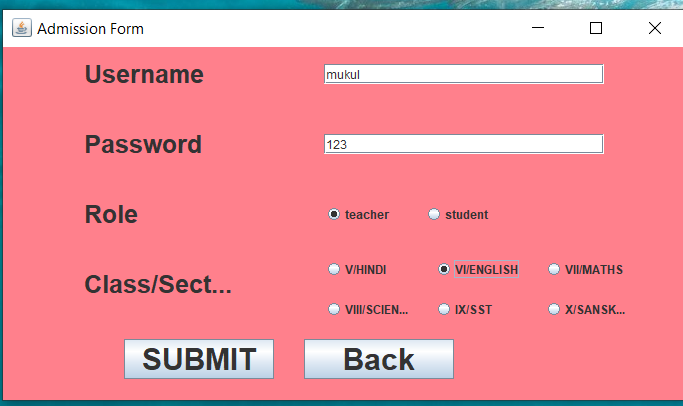 Admission Form
Username mukul
Password 123
Role teacher student
Class/Sect... V/HINDI VI/ENGLISH VII/MATHS
VIII/SCIEN... IX/SST X/SANSK...
SUBMIT Back